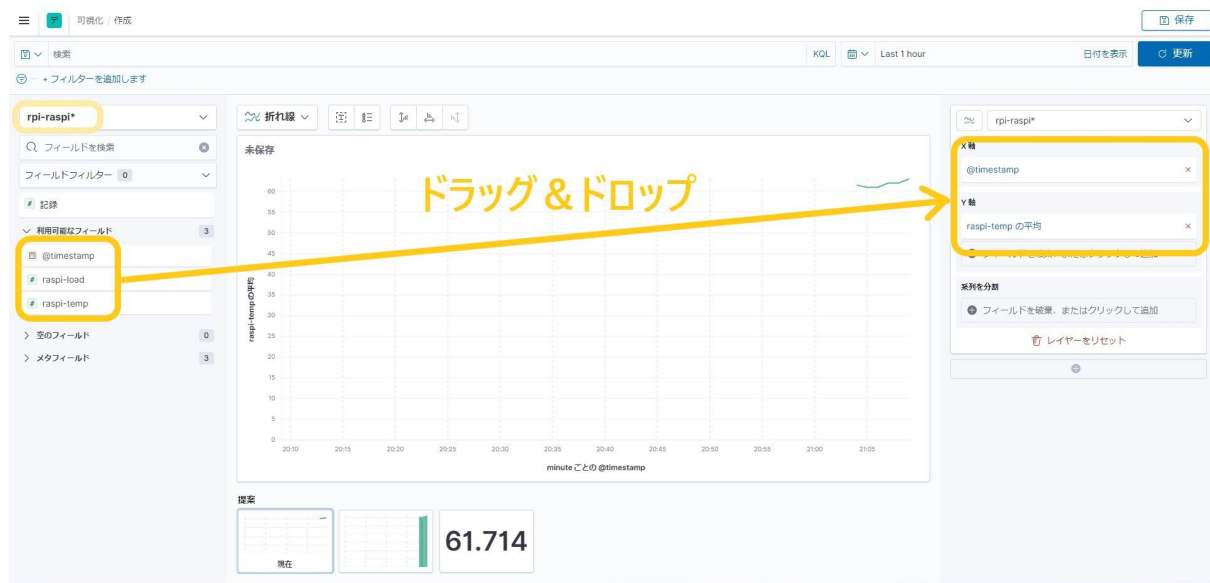 デ 可視化 / 作成 保存
検索 KQL Last 1 hour 日付を表示 更新
+ フィルターを追加します
rpi-raspi*
フィールドを検索
フィールドフィルター 0
# 記録
利用可能なフィールド 3
@timestamp
# raspi-load
# raspi-temp
空のフィールド 0
メタフィールド 3
折れ線
未保存
ドラッグ＆ドロップ
60
55
50
45
40
35
30
25
20
15
10
5
0
raspi-temp の平均
20:10 20:15 20:20 20:25 20:30 20:35 20:40 20:45 20:50 20:55 21:00 21:05
minute ごとの @timestamp
提案
現在
61.714
rpi-raspi*
X 軸
@timestamp ×
Y 軸
raspi-temp の平均 ×
系列を分割
フィールドを破棄、またはクリックして追加
レイヤーをリセット